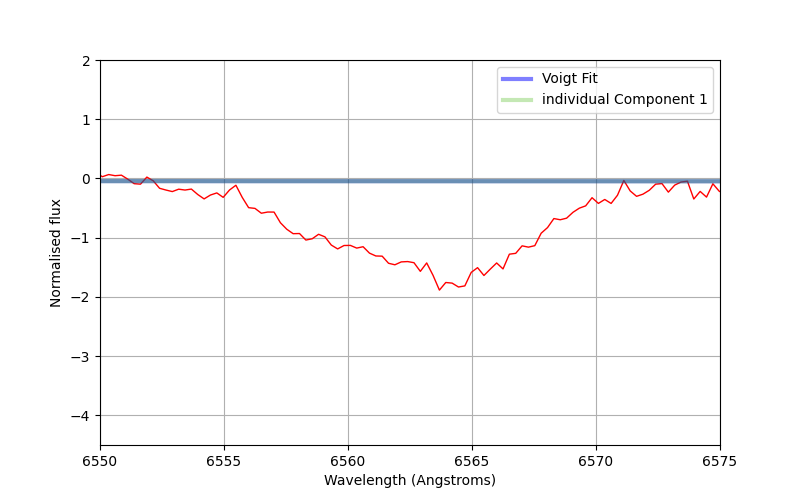 2
Voigt Fit
individual Component 1
1
0
−1
−2
−3
−4
Normalised flux
6550 6555 6560 6565 6570 6575
Wavelength (Angstroms)